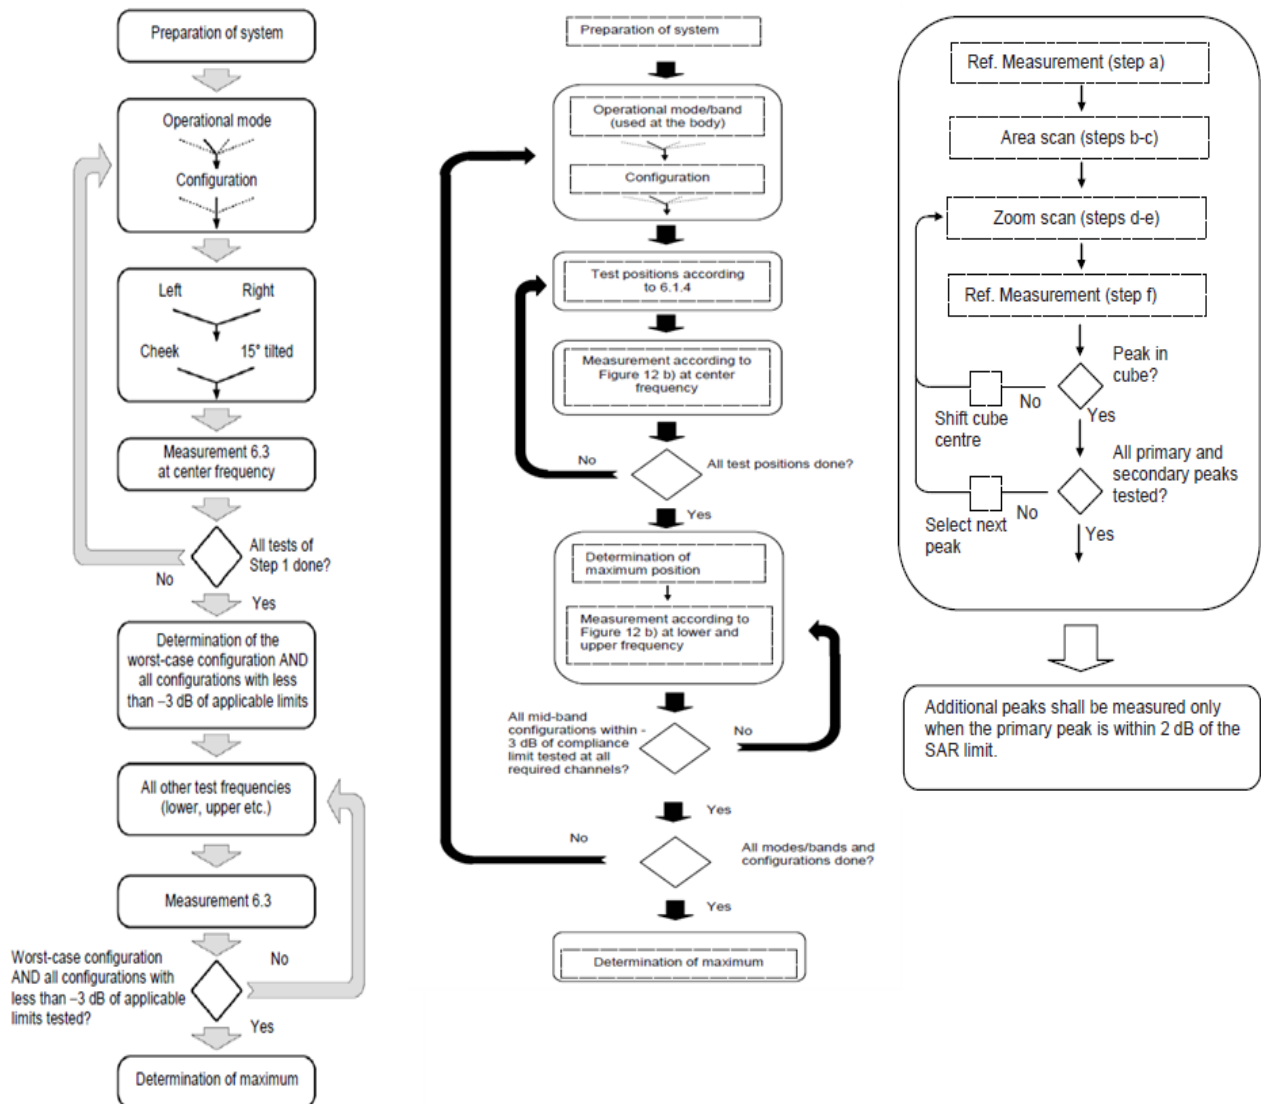 Preparation of system
Operational mode
Configuration
Left Right
Cheek 15° tilted
Measurement 6.3
at center frequency
All tests of
Step 1 done?
No
Yes
Determination of the
worst-case configuration AND
all configurations with less
than –3 dB of applicable limits
All other test frequencies
(lower, upper etc.)
Measurement 6.3
Worst-case configuration
AND all configurations with
less than –3 dB of applicable
limits tested?
No
Yes
Determination of maximum
Preparation of system
Operational mode/band
(used at the body)
Configuration
Test positions according
to 6.1.4
Measurement according to
Figure 12 b) at center
frequency
No
All test positions done?
Yes
Determination of
maximum position
Measurement according to
Figure 12 b) at lower and
upper frequency
All mid-band
configurations within -
3 dB of compliance
limit tested at all
required channels?
No
Yes
No
All modes/bands and
configurations done?
Yes
Determination of maximum
Ref. Measurement (step a)
Area scan (steps b-c)
Zoom scan (steps d-e)
Ref. Measurement (step f)
Peak in
cube?
No
Shift cube
centre
Yes
All primary and
secondary peaks
tested?
No
Select next
peak
Yes
Additional peaks shall be measured only
when the primary peak is within 2 dB of the
SAR limit.